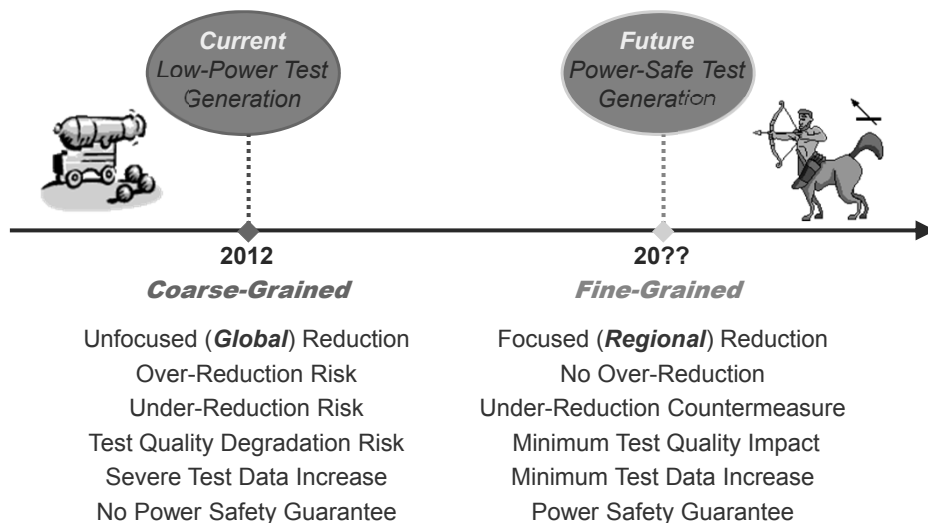 Current
Low-Power Test
Generation
Future
Power-Safe Test
Generation
2012
20??
Coarse-Grained
Fine-Grained
Unfocused (Global) Reduction
Over-Reduction Risk
Under-Reduction Risk
Test Quality Degradation Risk
Severe Test Data Increase
No Power Safety Guarantee
Focused (Regional) Reduction
No Over-Reduction
Under-Reduction Countermeasure
Minimum Test Quality Impact
Minimum Test Data Increase
Power Safety Guarantee